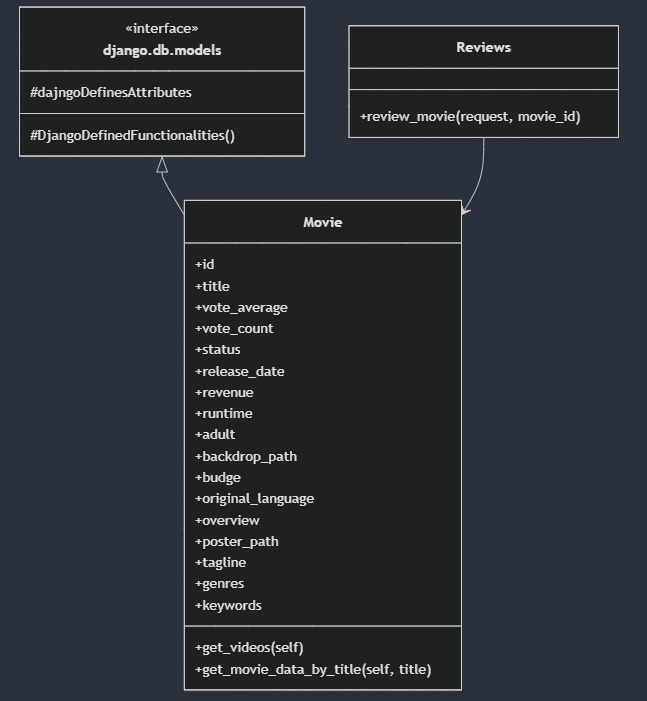 «interface»
django.db.models
#dajngoDefinesAttributes
#DjangoDefinedFunctionalities()
Reviews
+review_movie(request, movie_id)
Movie
+id
+title
+vote_average
+vote_count
+status
+release_date
+revenue
+runtime
+adult
+backdrop_path
+budge
+original_language
+overview
+poster_path
+tagline
+genres
+keywords
+get_videos(self)
+get_movie_data_by_title(self, title)